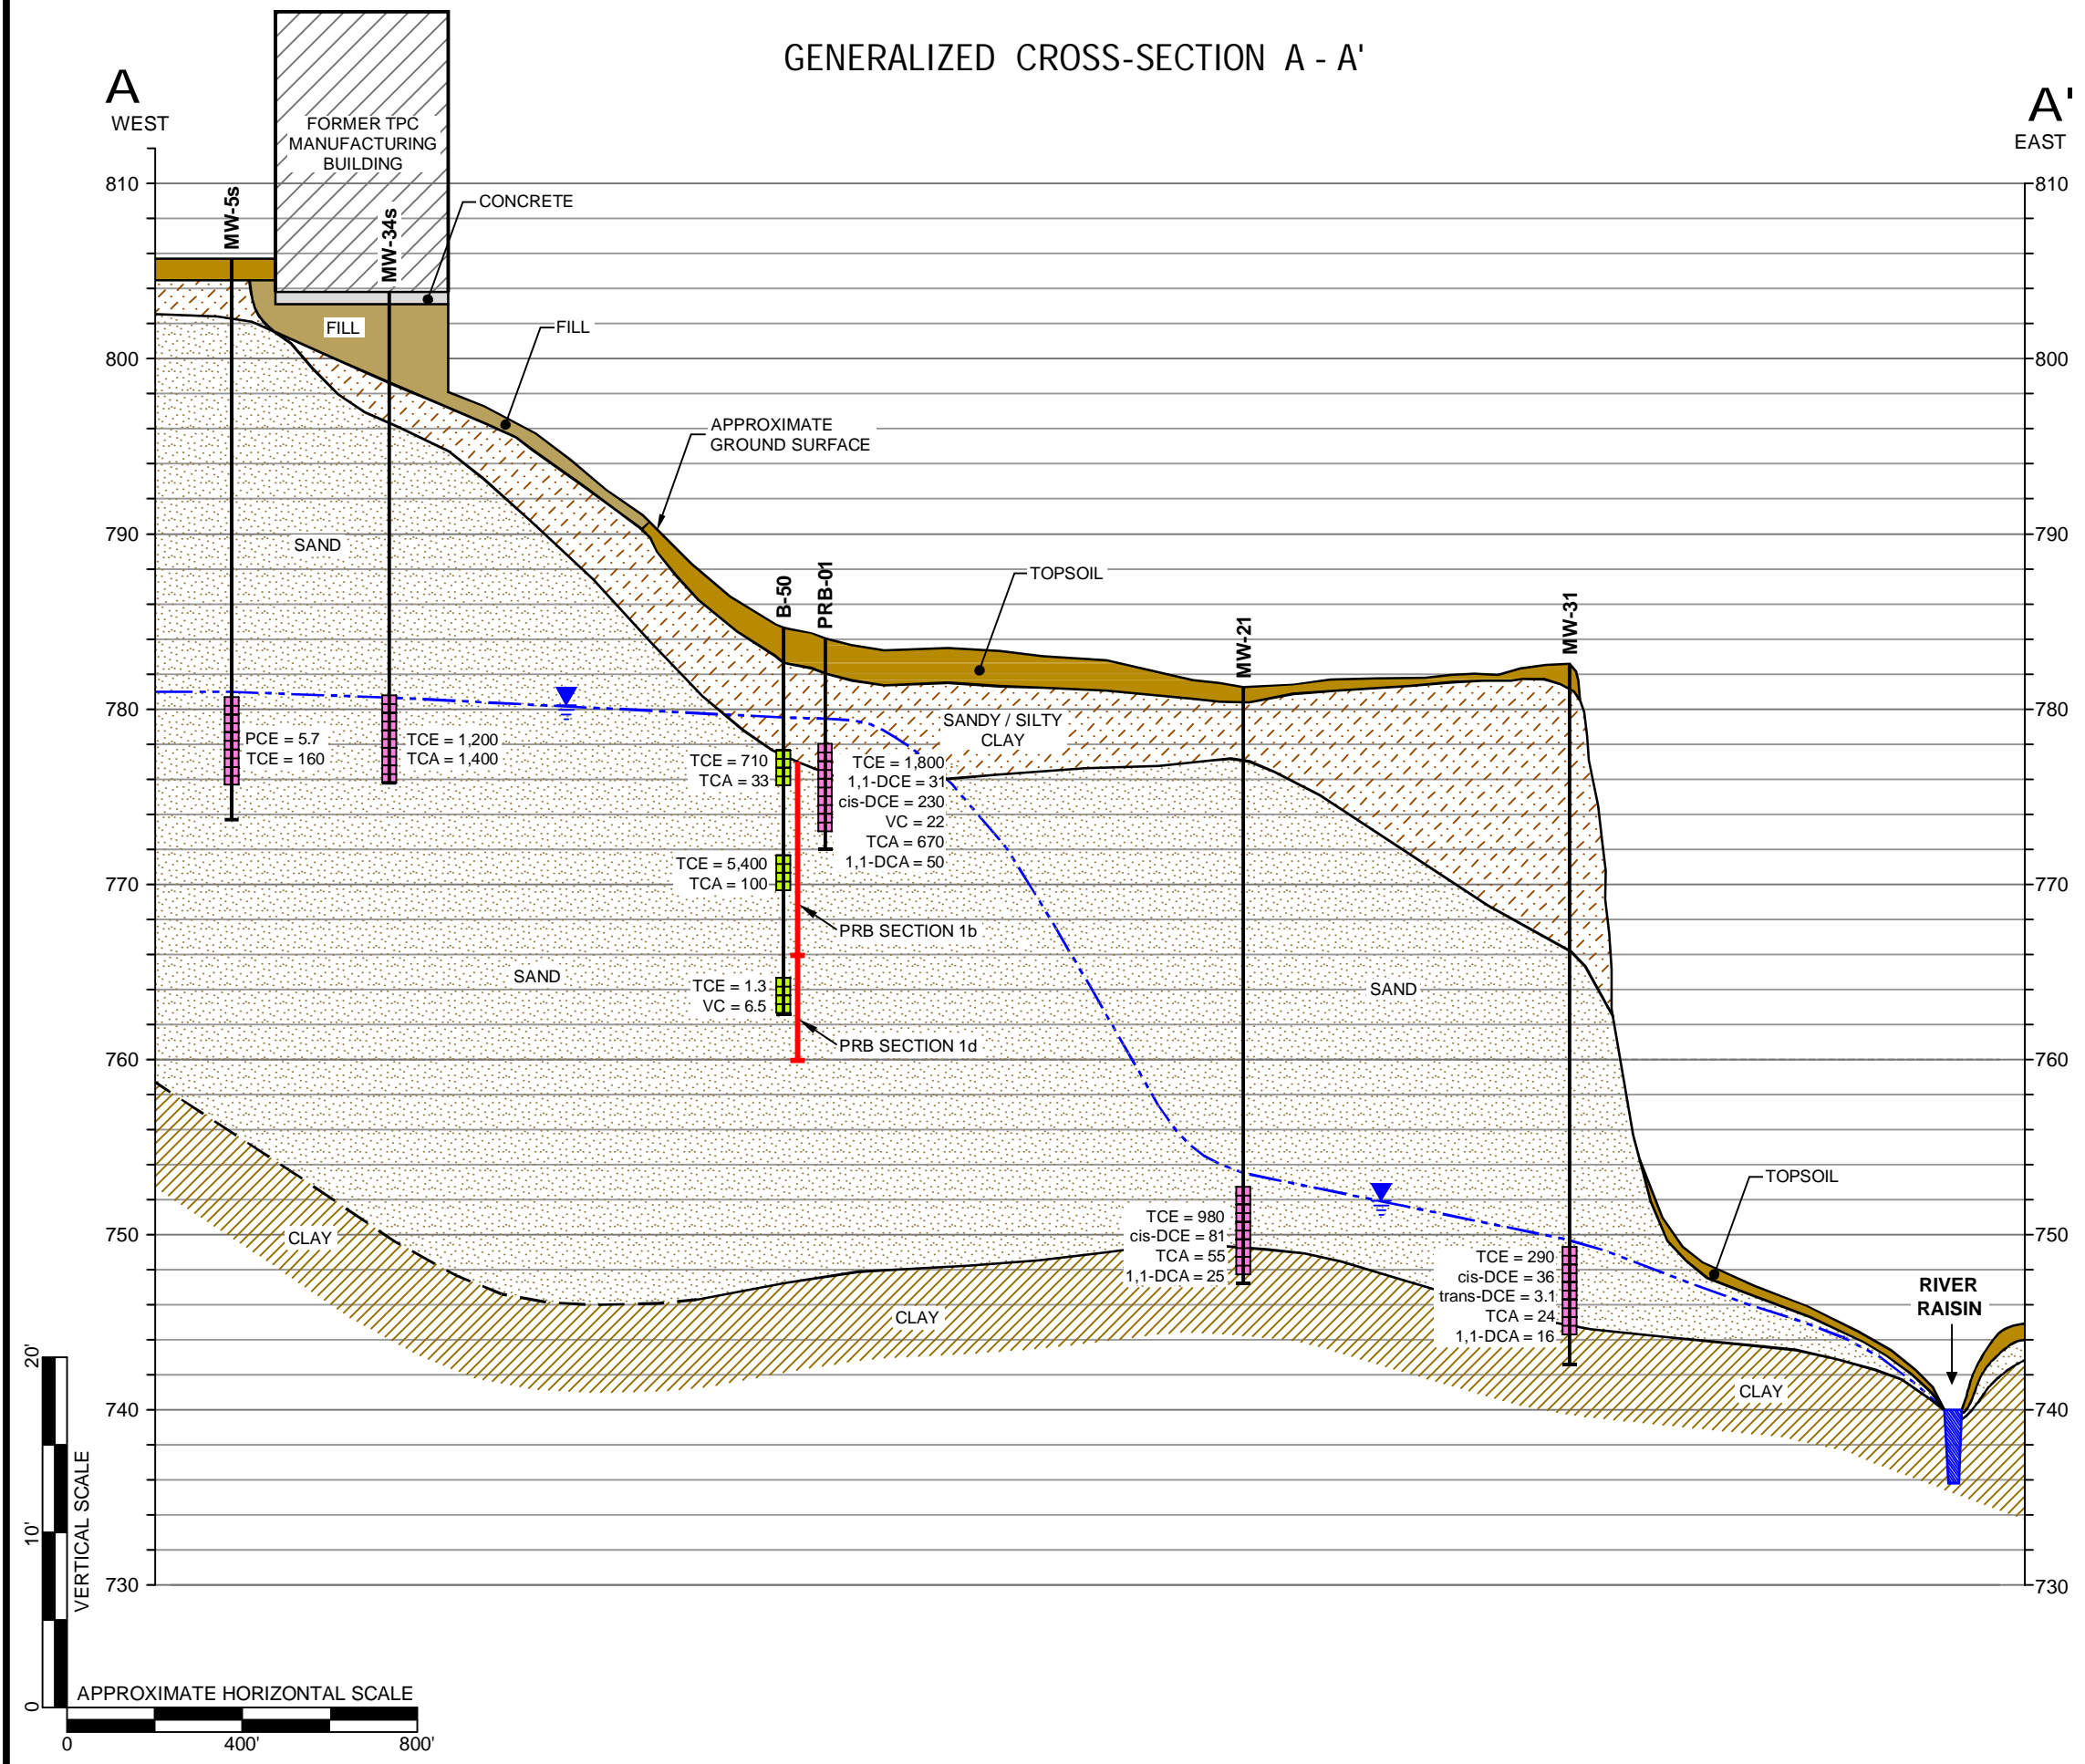 GENERALIZED CROSS-SECTION A - A'
A
WEST
A'
EAST
FORMER TPC
MANUFACTURING
BUILDING
CONCRETE
MW-5s
MW-34s
FILL
FILL
APPROXIMATE
GROUND SURFACE
810
800
790
780
770
760
750
740
730
810
800
790
780
770
760
750
740
730
SAND
B-50
PRB-01
TOPSOIL
MW-21
MW-31
SANDY / SILTY
CLAY
PCE = 5.7
TCE = 160
TCE = 1,200
TCA = 1,400
TCE = 710
TCA = 33
TCE = 1,800
1,1-DCE = 31
cis-DCE = 230
VC = 22
TCA = 670
1,1-DCA = 50
TCE = 5,400
TCA = 100
PRB SECTION 1b
SAND
SAND
TCE = 1.3
VC = 6.5
PRB SECTION 1d
TOPSOIL
CLAY
TCE = 980
cis-DCE = 81
TCA = 55
1,1-DCA = 25
TCE = 290
cis-DCE = 36
trans-DCE = 3.1
TCA = 24
1,1-DCA = 16
RIVER
RAISIN
CLAY
CLAY
20'
10'
0
VERTICAL SCALE
APPROXIMATE HORIZONTAL SCALE
0
400'
800'